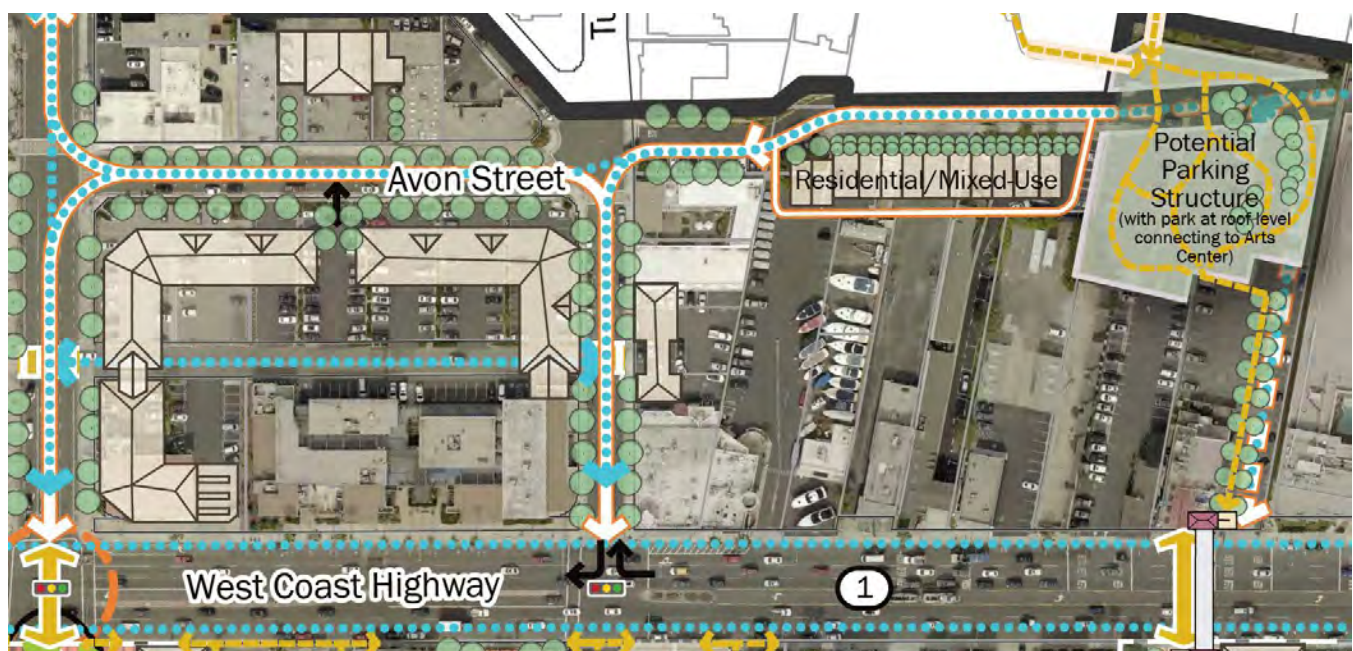 Avon Street
Residential/Mixed-Use
Potential
Parking
Structure
(with park at roof level
connecting to Arts
Center)
West Coast Highway
1